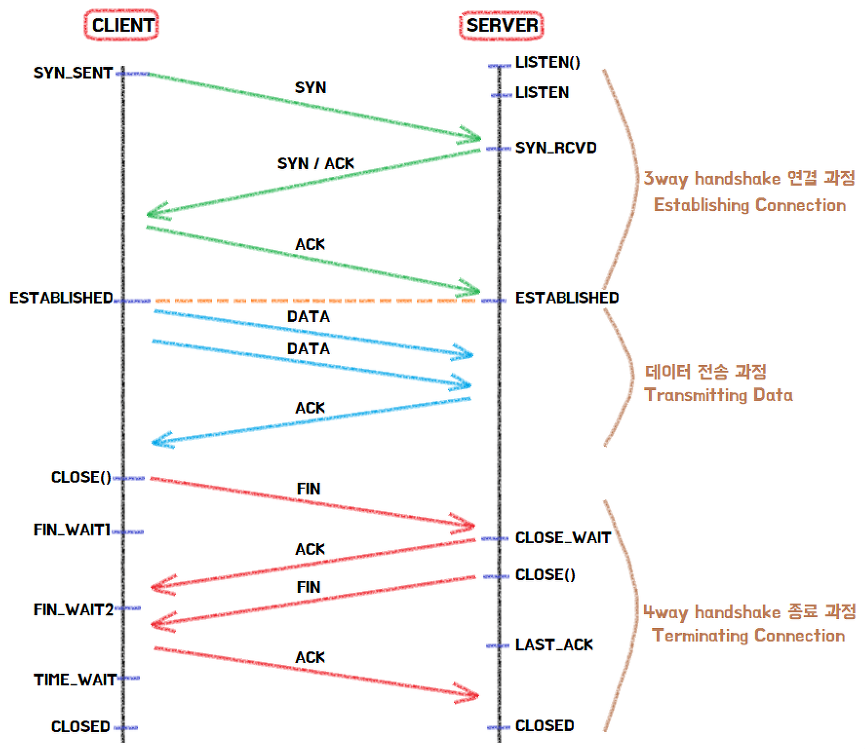 CLIENT
SERVER
SYN_SENT
LISTEN()
SYN
LISTEN
SYN_RCVD
SYN / ACK
3way handshake 연결 과정
Establishing Connection
ACK
ESTABLISHED
ESTABLISHED
DATA
DATA
데이터 전송 과정
Transmitting Data
ACK
CLOSE()
FIN
FIN_WAIT1
CLOSE_WAIT
ACK
CLOSE()
FIN
FIN_WAIT2
4way handshake 종료 과정
Terminating Connection
LAST_ACK
ACK
TIME_WAIT
CLOSED
CLOSED